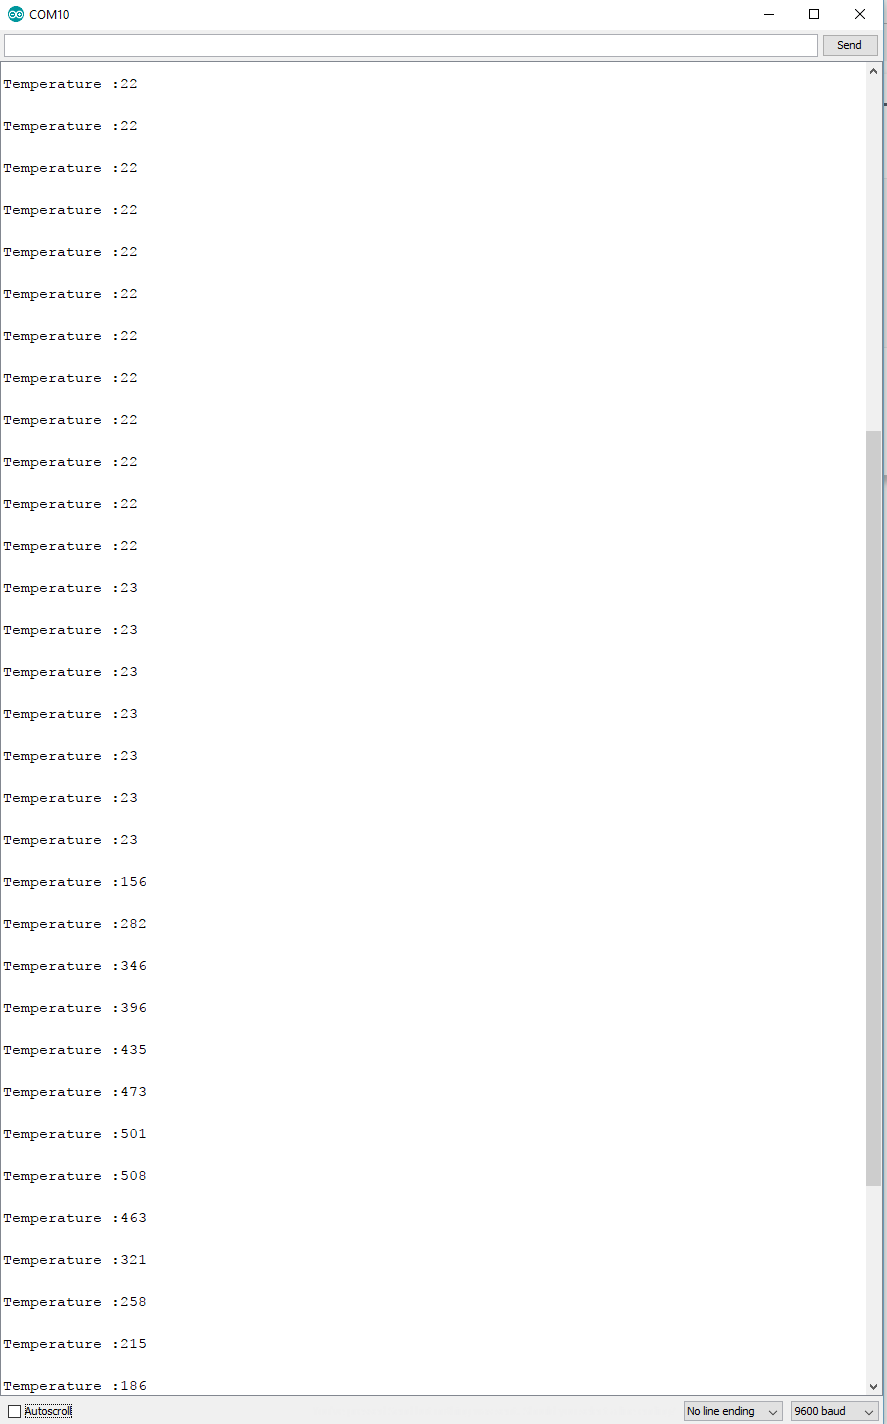 COM10
Send
Temperature :22
Temperature :22
Temperature :22
Temperature :22
Temperature :22
Temperature :22
Temperature :22
Temperature :22
Temperature :22
Temperature :22
Temperature :22
Temperature :22
Temperature :23
Temperature :23
Temperature :23
Temperature :23
Temperature :23
Temperature :23
Temperature :23
Temperature :156
Temperature :282
Temperature :346
Temperature :396
Temperature :435
Temperature :473
Temperature :501
Temperature :508
Temperature :463
Temperature :321
Temperature :258
Temperature :215
Temperature :186
Autoscroll No line ending 9600 baud